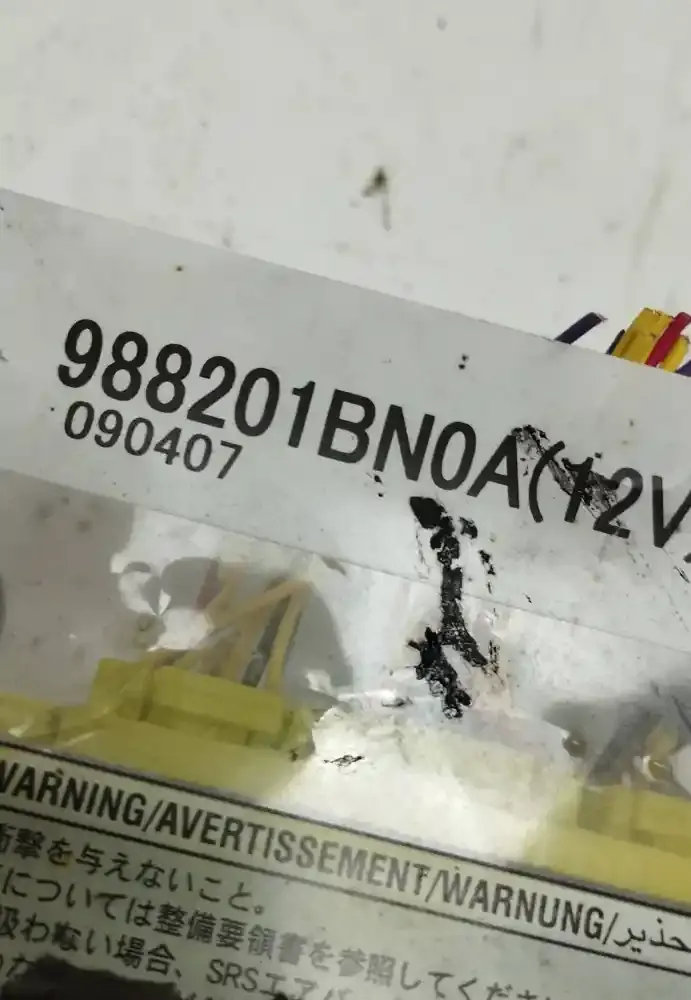 988201BN0A(12V)
090407
WARNING/AVERTISSEMENT/WARNUNG/تحذير
衝撃を与えないこと。
については整備要領書を参照してくださ
扱わない場合、SRSエアバ